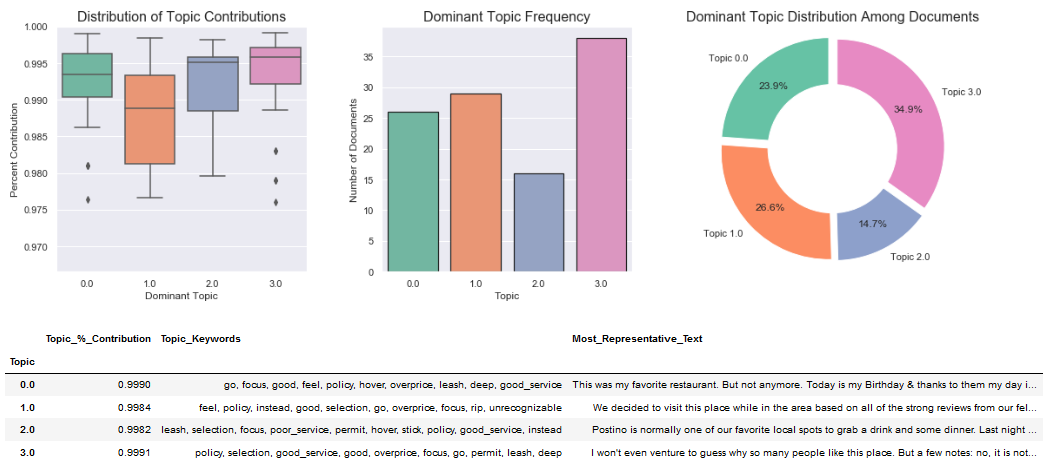 Distribution of Topic Contributions
1.000
0.995
0.990
0.985
0.980
0.975
0.970
Percent Contribution
0.0 1.0 2.0 3.0
Dominant Topic
Dominant Topic Frequency
35
30
25
20
15
10
5
0
Number of Documents
0.0 1.0 2.0 3.0
Topic
Dominant Topic Distribution Among Documents
Topic 0.0
23.9%
Topic 3.0
34.9%
Topic 1.0
26.6%
14.7%
Topic 2.0
Topic_%_Contribution Topic_Keywords Most_Representative_Text
Topic
0.0 0.9990 go, focus, good, feel, policy, hover, overprice, leash, deep, good_service This was my favorite restaurant. But not anymore. Today is my Birthday & thanks to them my day i...
1.0 0.9984 feel, policy, instead, good, selection, go, overprice, focus, rip, unrecognizable We decided to visit this place while in the area based on all of the strong reviews from our fel...
2.0 0.9982 leash, selection, focus, poor_service, permit, hover, stick, policy, good_service, instead Postino is normally one of our favorite local spots to grab a drink and some dinner. Last night ...
3.0 0.9991 policy, selection, good_service, good, overprice, focus, go, permit, leash, deep I won't even venture to guess why so many people like this place. But a few notes: no, it is not...